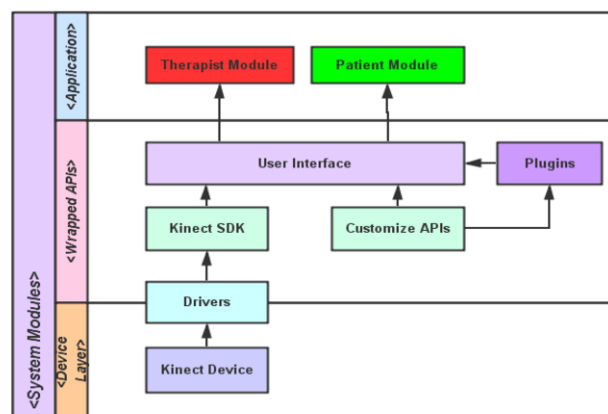 <System Modules>
<Application>
<Wrapped APIs>
<Device
Layer>
Therapist Module
Patient Module
User Interface
Plugins
Kinect SDK
Customize APIs
Drivers
Kinect Device